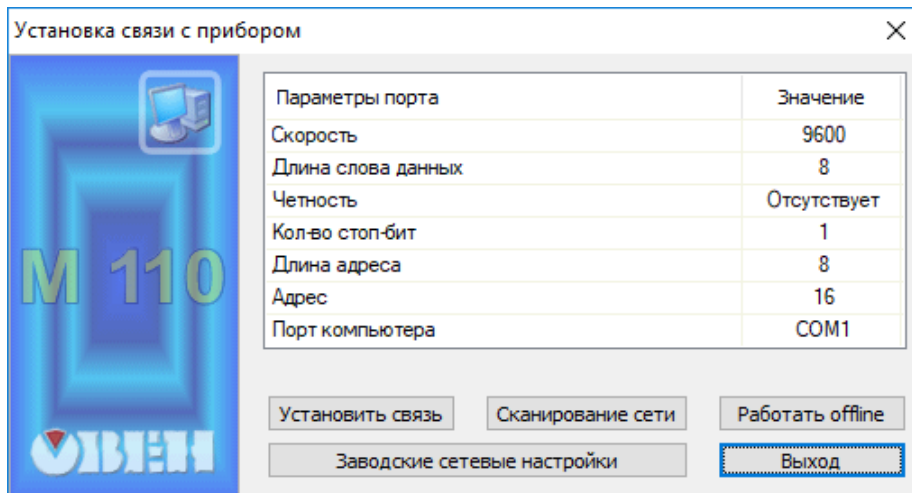 Установка связи с прибором
Параметры порта Значение
Скорость 9600
Длина слова данных 8
Четность Отсутствует
Кол-во стоп-бит 1
Длина адреса 8
Адрес 16
Порт компьютера COM1
М 110
ОВЕН
Установить связь Сканирование сети Работать offline
Заводские сетевые настройки Выход